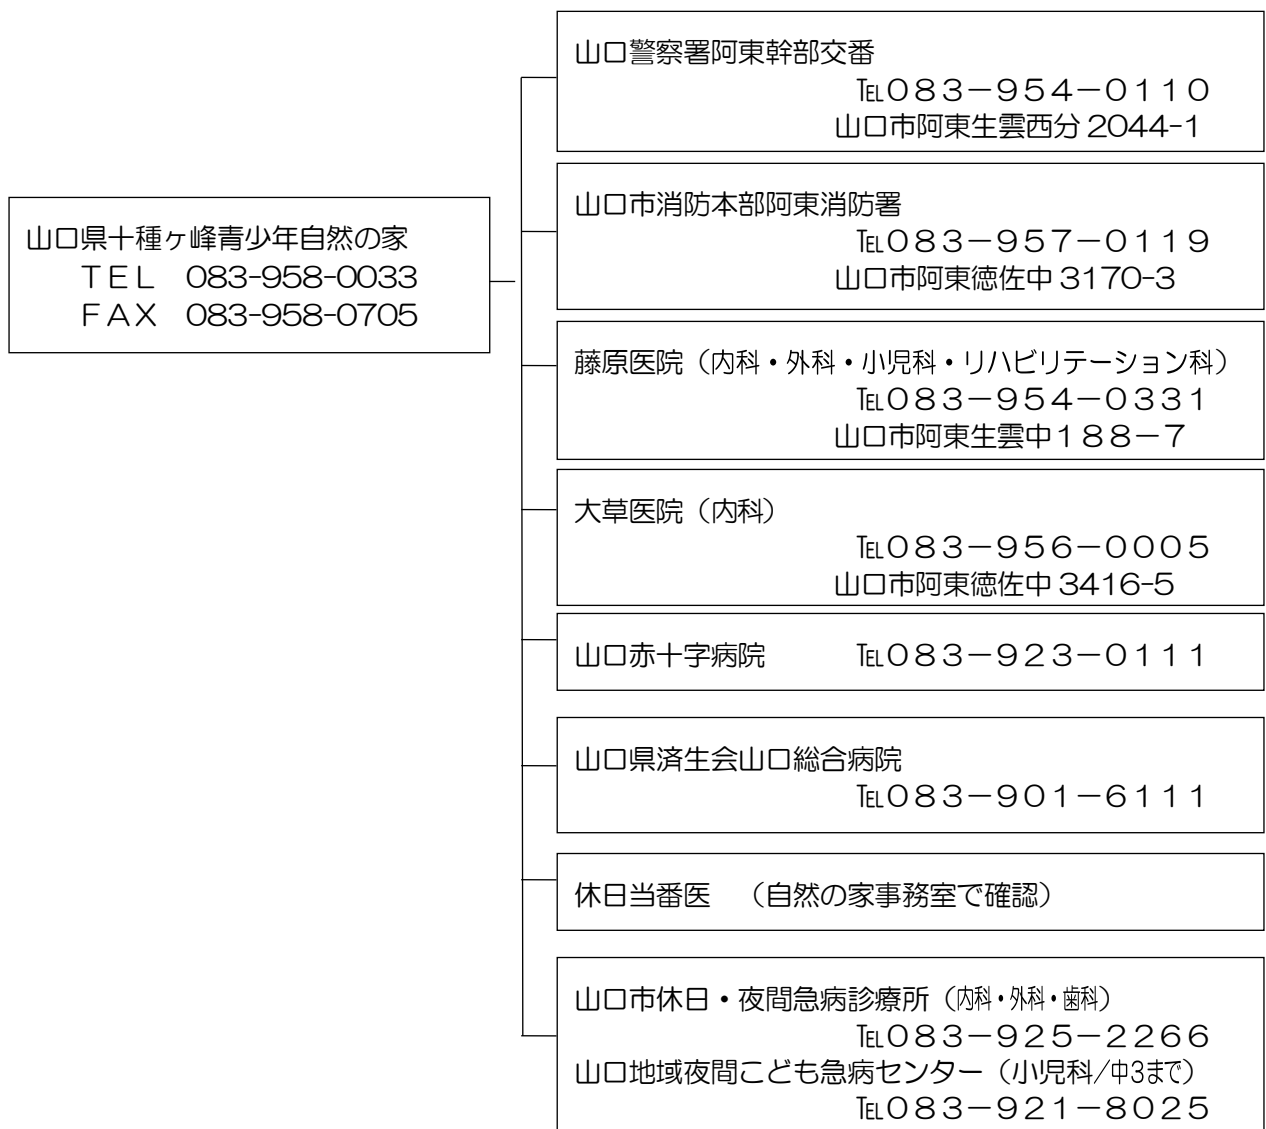 山口県十種ヶ峰青少年自然の家
ＴＥＬ　083-958-0033
ＦＡＸ　083-958-0705
山口警察署阿東幹部交番
℡０８３－９５４－０１１０
山口市阿東生雲西分 2044-1
山口市消防本部阿東消防署
℡０８３－９５７－０１１９
山口市阿東徳佐中 3170-3
藤原医院（内科・外科・小児科・リハビリテーション科）
℡０８３－９５４－０３３１
山口市阿東生雲中１８８－７
大草医院（内科）
℡０８３－９５６－０００５
山口市阿東徳佐中 3416-5
山口赤十字病院　　　℡０８３－９２３－０１１１
山口県済生会山口総合病院
℡０８３－９０１－６１１１
休日当番医　（自然の家事務室で確認）
山口市休日・夜間急病診療所（内科・外科・歯科）
℡０８３－９２５－２２６６
山口地域夜間こども急病センター（小児科/中3まで）
℡０８３－９２１－８０２５